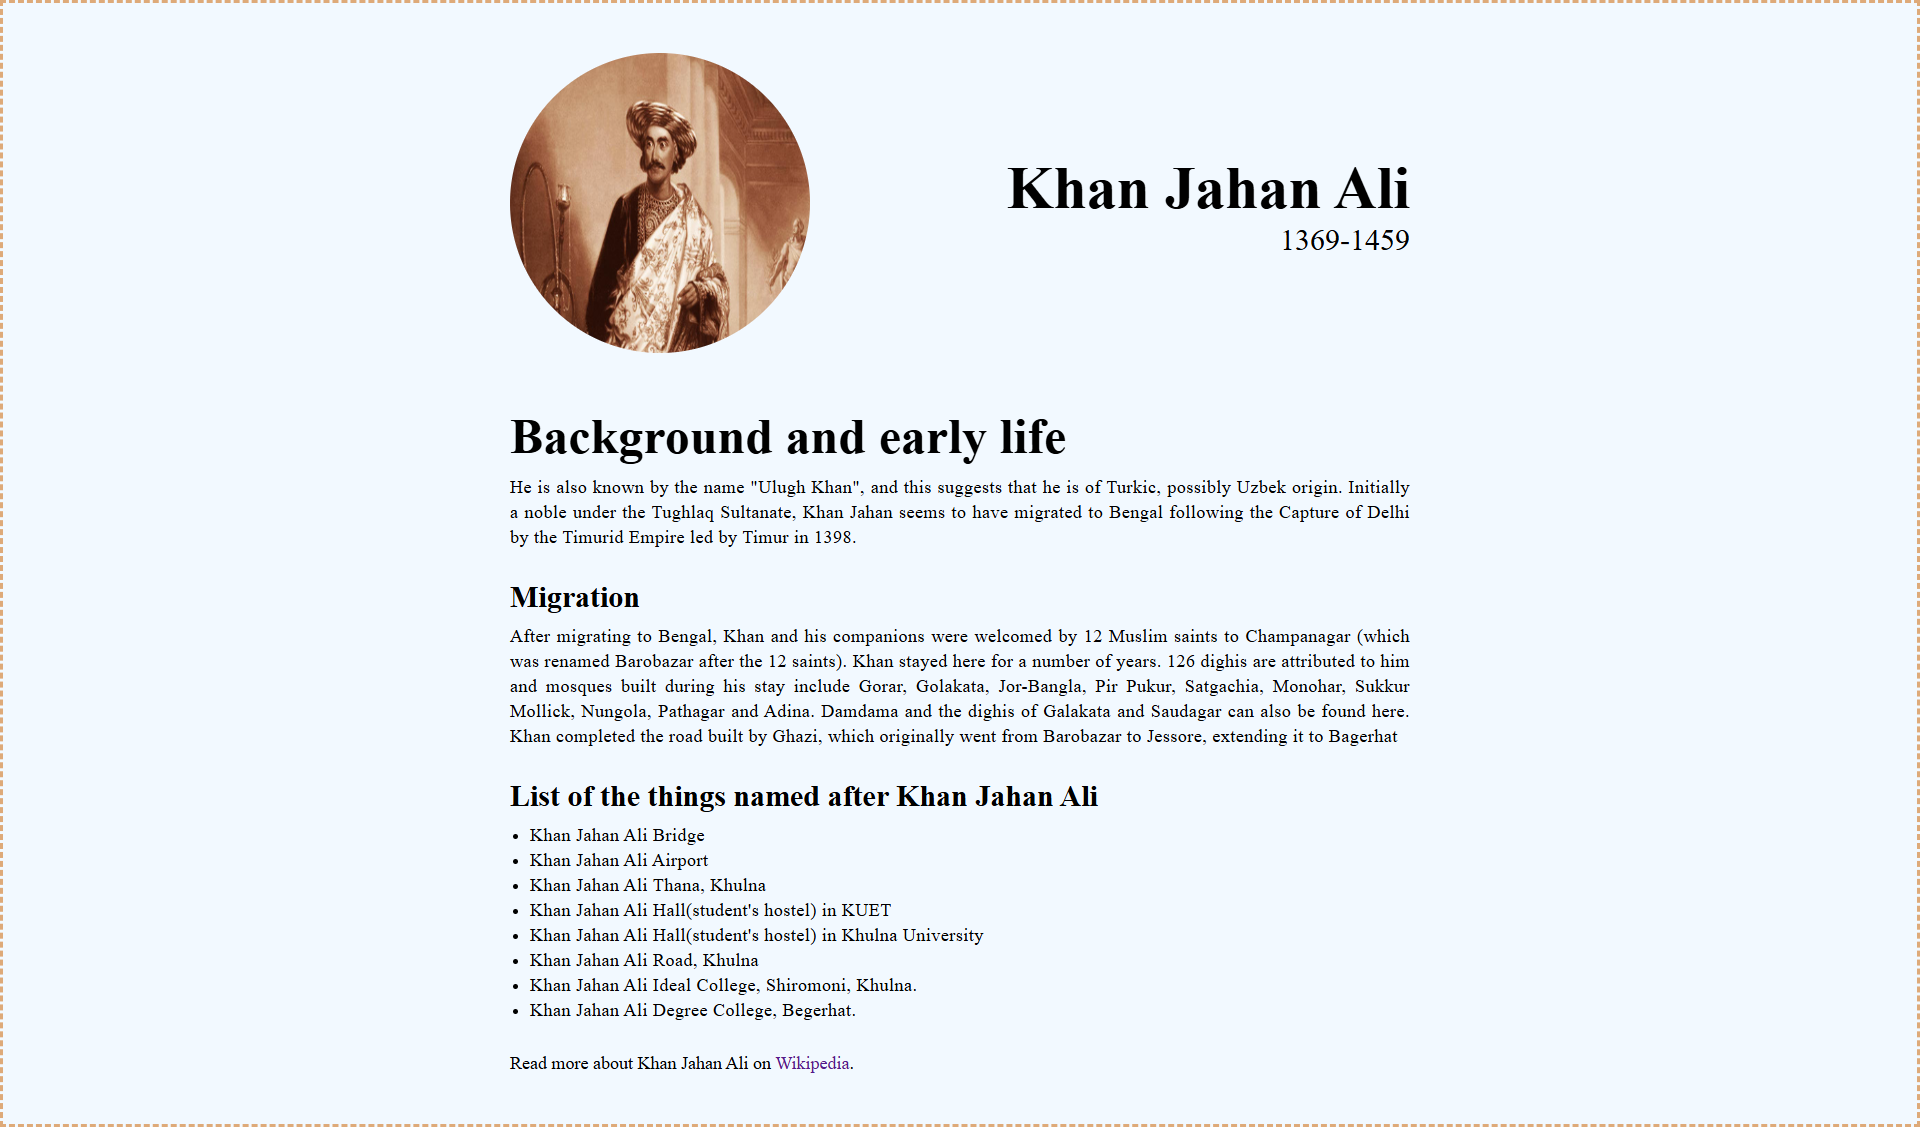 Khan Jahan Ali
1369-1459
Background and early life
He is also known by the name "Ulugh Khan", and this suggests that he is of Turkic, possibly Uzbek origin. Initially
a noble under the Tughlaq Sultanate, Khan Jahan seems to have migrated to Bengal following the Capture of Delhi
by the Timurid Empire led by Timur in 1398.
Migration
After migrating to Bengal, Khan and his companions were welcomed by 12 Muslim saints to Champanagar (which
was renamed Barobazar after the 12 saints). Khan stayed here for a number of years. 126 dighis are attributed to him
and mosques built during his stay include Gorar, Golakata, Jor-Bangla, Pir Pukur, Satgachia, Monohar, Sukkur
Mollick, Nungola, Pathagar and Adina. Damdama and the dighis of Galakata and Saudagar can also be found here.
Khan completed the road built by Ghazi, which originally went from Barobazar to Jessore, extending it to Bagerhat
List of the things named after Khan Jahan Ali
• Khan Jahan Ali Bridge
• Khan Jahan Ali Airport
• Khan Jahan Ali Thana, Khulna
• Khan Jahan Ali Hall(student's hostel) in KUET
• Khan Jahan Ali Hall(student's hostel) in Khulna University
• Khan Jahan Ali Road, Khulna
• Khan Jahan Ali Ideal College, Shiromoni, Khulna.
• Khan Jahan Ali Degree College, Begerhat.
Read more about Khan Jahan Ali on Wikipedia.